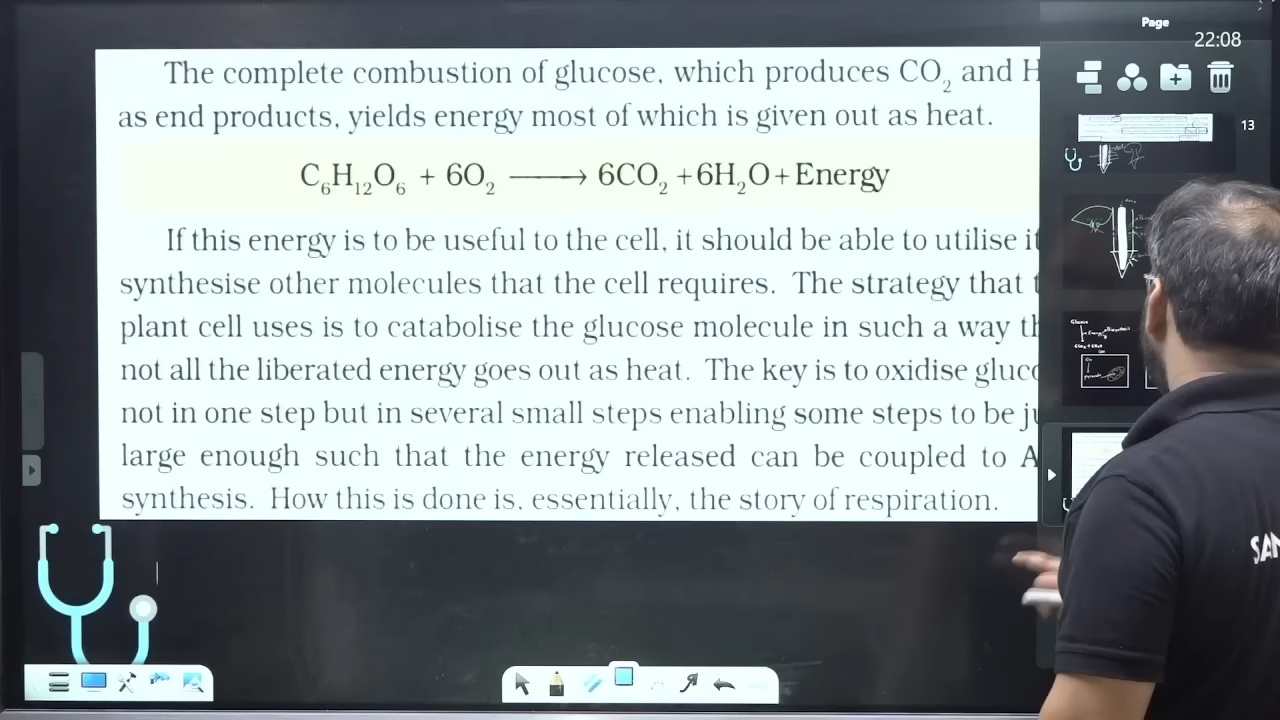 Page
22:08
13
The complete combustion of glucose, which produces CO₂ and H
as end products, yields energy most of which is given out as heat.
C₆H₁₂O₆ + 6O₂ ⟶ 6CO₂ +6H₂O+Energy
If this energy is to be useful to the cell, it should be able to utilise it
synthesise other molecules that the cell requires. The strategy that t
plant cell uses is to catabolise the glucose molecule in such a way th
not all the liberated energy goes out as heat. The key is to oxidise gluco
not in one step but in several small steps enabling some steps to be ju
large enough such that the energy released can be coupled to A
synthesis. How this is done is, essentially, the story of respiration.
SAN